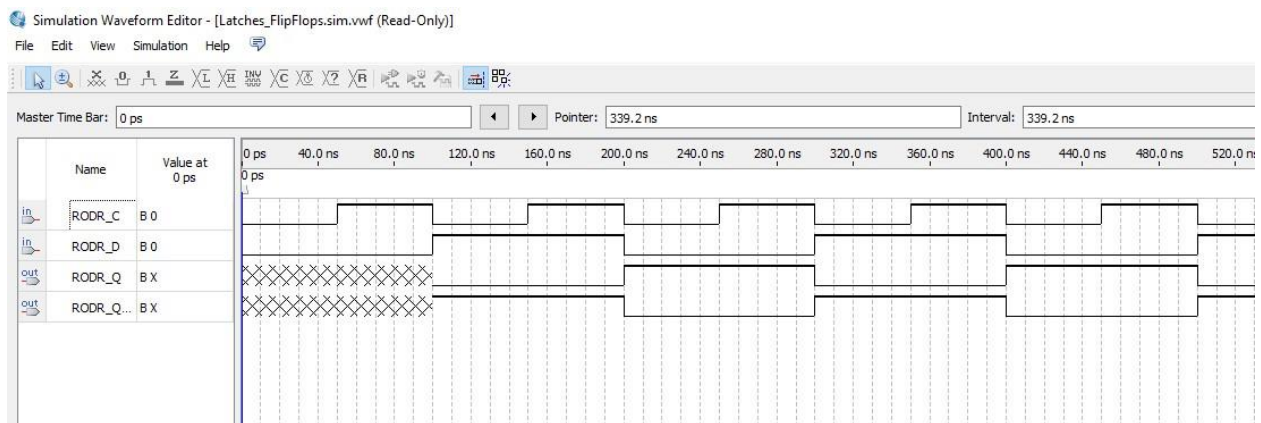 Simulation Waveform Editor - [Latches_FlipFlops.sim.vwf (Read-Only)]
File Edit View Simulation Help
Master Time Bar: 0 ps Pointer: 339.2 ns Interval: 339.2 ns
Name Value at 0 ps
0 ps 40.0 ns 80.0 ns 120.0 ns 160.0 ns 200.0 ns 240.0 ns 280.0 ns 320.0 ns 360.0 ns 400.0 ns 440.0 ns 480.0 ns 520.0 n
0 ps
in RODR_C B 0
in RODR_D B 0
out RODR_Q B X
out RODR_Q... B X